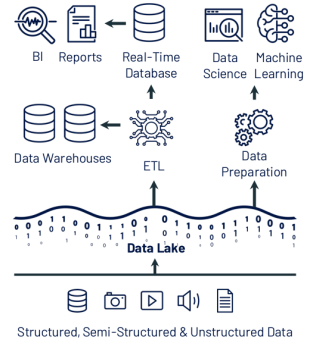 BI Reports Real-Time Database
Data Science
Machine Learning
Data Warehouses
ETL
Data Preparation
Data Lake
Structured, Semi-Structured & Unstructured Data